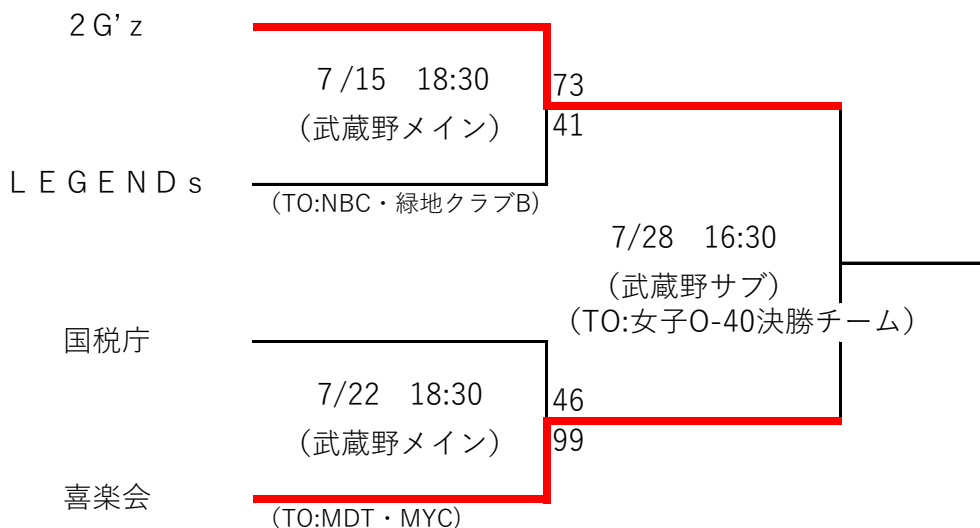 ２G’ｚ
７/15　18:30
（武蔵野メイン）
73
41
ＬＥＧＥＮＤｓ
（TO:NBC・緑地クラブB）
7/28　16:30
（武蔵野サブ）
（TO:女子O-40決勝チーム）
国税庁
7/22　18:30
（武蔵野メイン）
46
99
喜楽会
（TO:MDT・MYC）